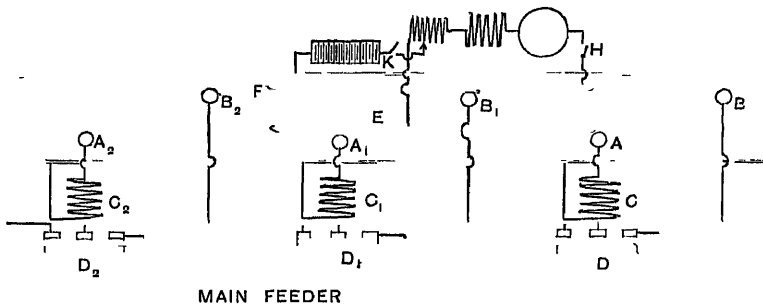 H
K
F
B₂
E
B₁
B
A₂
A₁
A
C₂
C₁
C
D₂
D₁
D
MAIN FEEDER